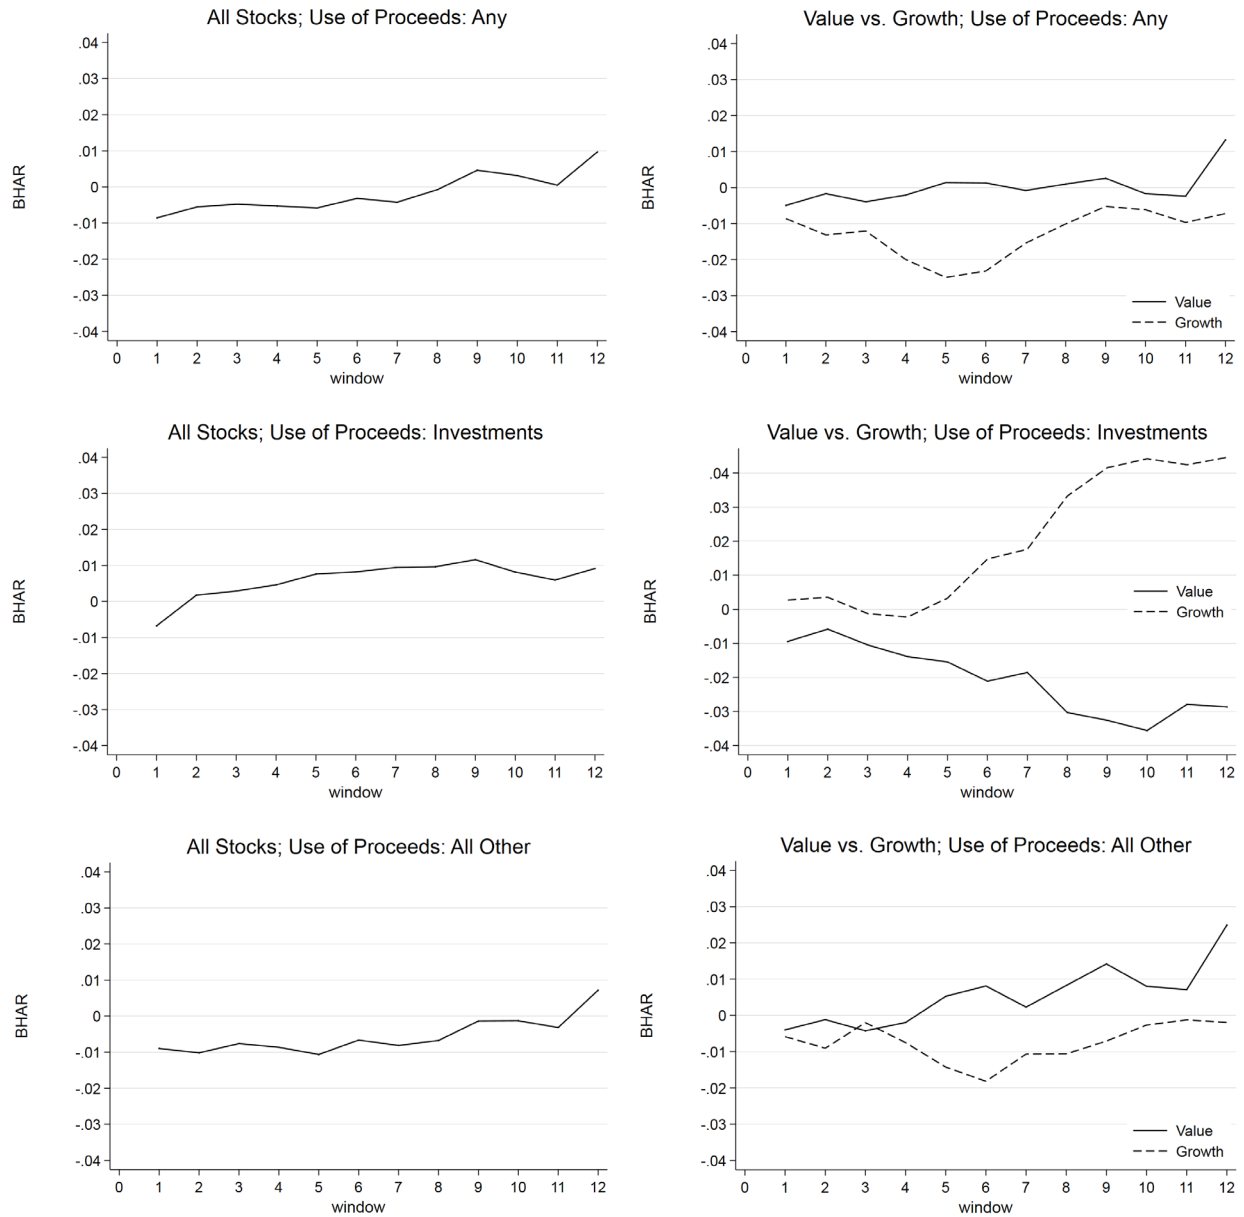 All Stocks; Use of Proceeds: Any
.04
.03
.02
.01
0
-.01
-.02
-.03
-.04
BHAR
0 1 2 3 4 5 6 7 8 9 10 11 12
window
Value vs. Growth; Use of Proceeds: Any
.04
.03
.02
.01
0
-.01
-.02
-.03
-.04
BHAR
Value
Growth
0 1 2 3 4 5 6 7 8 9 10 11 12
window
All Stocks; Use of Proceeds: Investments
.04
.03
.02
.01
0
-.01
-.02
-.03
-.04
BHAR
0 1 2 3 4 5 6 7 8 9 10 11 12
window
Value vs. Growth; Use of Proceeds: Investments
.04
.03
.02
.01
0
-.01
-.02
-.03
-.04
BHAR
Value
Growth
0 1 2 3 4 5 6 7 8 9 10 11 12
window
All Stocks; Use of Proceeds: All Other
.04
.03
.02
.01
0
-.01
-.02
-.03
-.04
BHAR
0 1 2 3 4 5 6 7 8 9 10 11 12
window
Value vs. Growth; Use of Proceeds: All Other
.04
.03
.02
.01
0
-.01
-.02
-.03
-.04
BHAR
Value
Growth
0 1 2 3 4 5 6 7 8 9 10 11 12
window